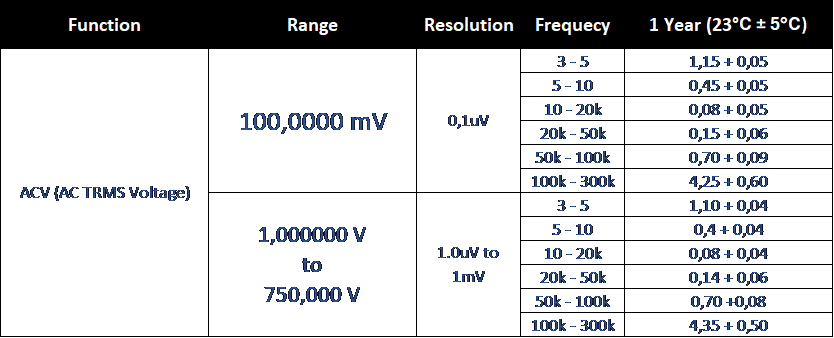 Function Range Resolution Frequecy 1 Year (23°C ± 5°C)
ACV (AC TRMS Voltage)
100,0000 mV
0,1uV
3 – 5 1,15 + 0,05
5 – 10 0,45 + 0,05
10 – 20k 0,08 + 0,05
20k – 50k 0,15 + 0,06
50k – 100k 0,70 + 0,09
100k – 300k 4,25 + 0,60
1,000000 V
to
750,000 V
1.0uV to
1mV
3 – 5 1,10 + 0,04
5 – 10 0,4 + 0,04
10 – 20k 0,08 + 0,04
20k – 50k 0,14 + 0,06
50k – 100k 0,70 +0,08
100k – 300k 4,35 + 0,50